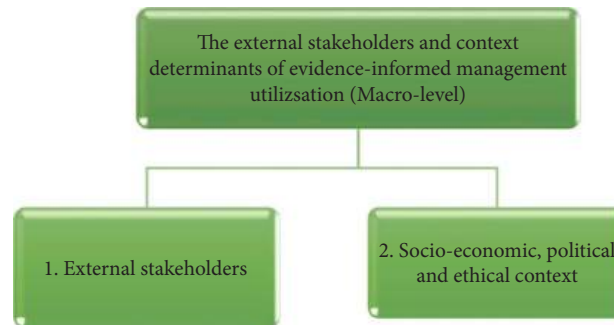 The external stakeholders and context
determinants of evidence-informed management
utilizsation (Macro-level)
1. External stakeholders
2. Socio-economic, political
and ethical context